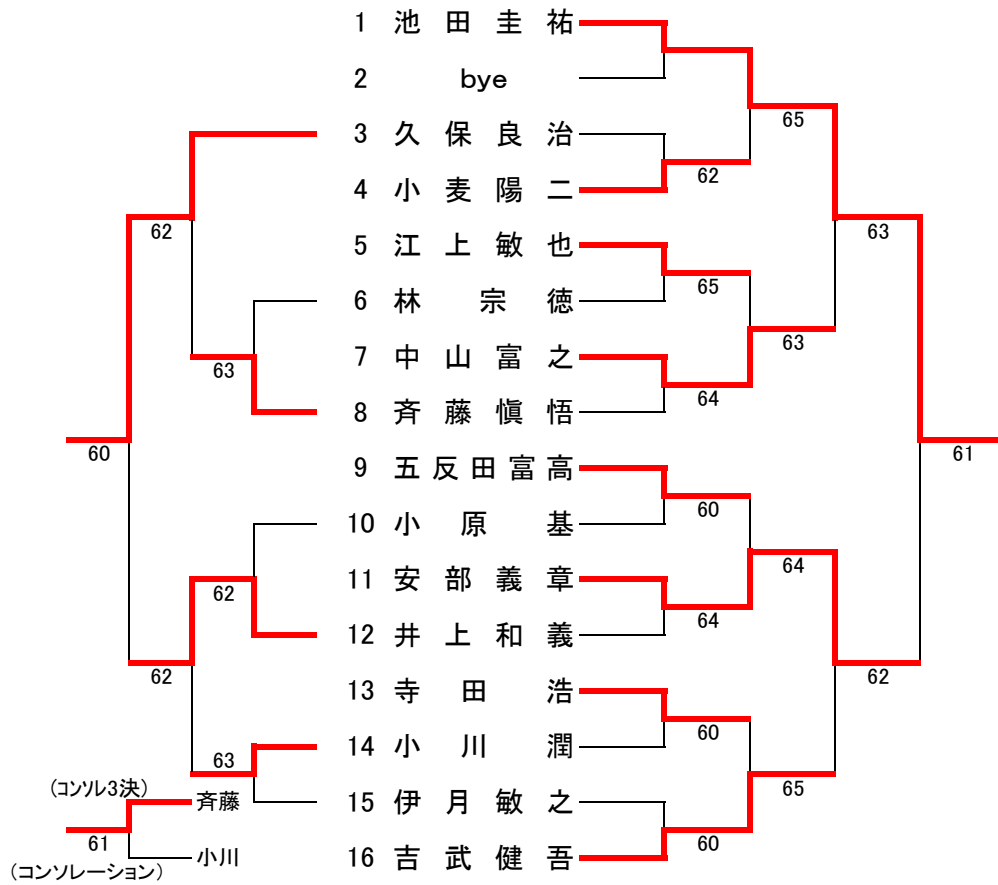 1 池田圭祐
2 bye
65
3 久保良治
62
4 小麦陽二
62
63
5 江上敏也
65
6 林宗徳
63
7 中山富之
63
64
8 斉藤愼悟
60
61
9 五反田富高
60
10 小原基
64
11 安部義章
62
64
12 井上和義
62
62
13 寺田浩
60
14 小川潤
63
65
(コンソル3決)
斉藤
15 伊月敏之
61
60
小川
16 吉武健吾
(コンソレーション)